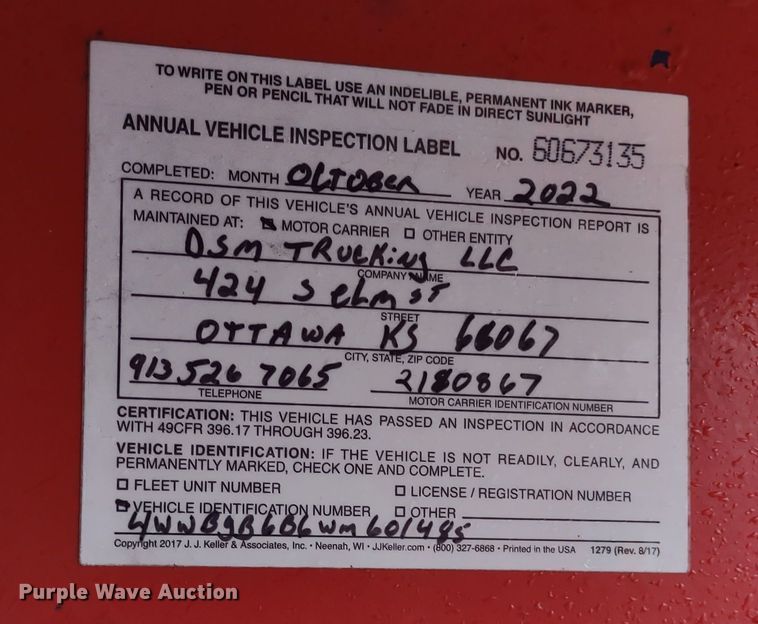 TO WRITE ON THIS LABEL USE AN INDELIBLE, PERMANENT INK MARKER,
PEN OR PENCIL THAT WILL NOT FADE IN DIRECT SUNLIGHT
ANNUAL VEHICLE INSPECTION LABEL NO. 60673135
COMPLETED: MONTH OCTOBER YEAR 2022
A RECORD OF THIS VEHICLE'S ANNUAL VEHICLE INSPECTION REPORT IS
MAINTAINED AT: MOTOR CARRIER OTHER ENTITY
DSM TRUCKING LLC
COMPANY NAME
424 S ELM ST
STREET
OTTAWA KS 66067
CITY, STATE, ZIP CODE
913 526 7065 2180867
TELEPHONE MOTOR CARRIER IDENTIFICATION NUMBER
CERTIFICATION: THIS VEHICLE HAS PASSED AN INSPECTION IN ACCORDANCE
WITH 49CFR 396.17 THROUGH 396.23.
VEHICLE IDENTIFICATION: IF THE VEHICLE IS NOT READILY, CLEARLY, AND
PERMANENTLY MARKED, CHECK ONE AND COMPLETE.
FLEET UNIT NUMBER LICENSE / REGISTRATION NUMBER
VEHICLE IDENTIFICATION NUMBER OTHER
4WWBGB6B6WM601485
Copyright 2017 J. J. Keller & Associates, Inc. • Neenah, WI • JJKeller.com • (800) 327-6868 • Printed in the USA 1279 (Rev. 8/17)
Purple Wave Auction